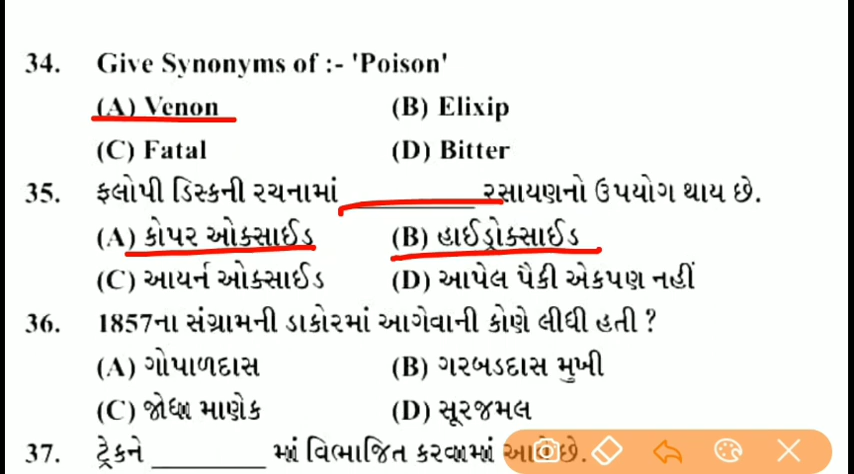 34. Give Synonyms of :- 'Poison'
(A) Venon (B) Elixip
(C) Fatal (D) Bitter
35. ફ્લોપી ડિસ્કની રચનામાં ________ રસાયણનો ઉપયોગ થાય છે.
(A) કોપર ઓક્સાઈડ (B) હાઈડ્રોક્સાઈડ
(C) આયર્ન ઓક્સાઈડ (D) આપેલ પૈકી એકપણ નહીં
36. 1857ના સંગ્રામની ડાકોરમાં આગેવાની કોણે લીધી હતી ?
(A) ગોપાળદાસ (B) ગરબડદાસ મુખી
(C) જોધા માણેક (D) સૂરજમલ
37. ટ્રેકને ________ માં વિભાજિત કરવામાં આવે છે.